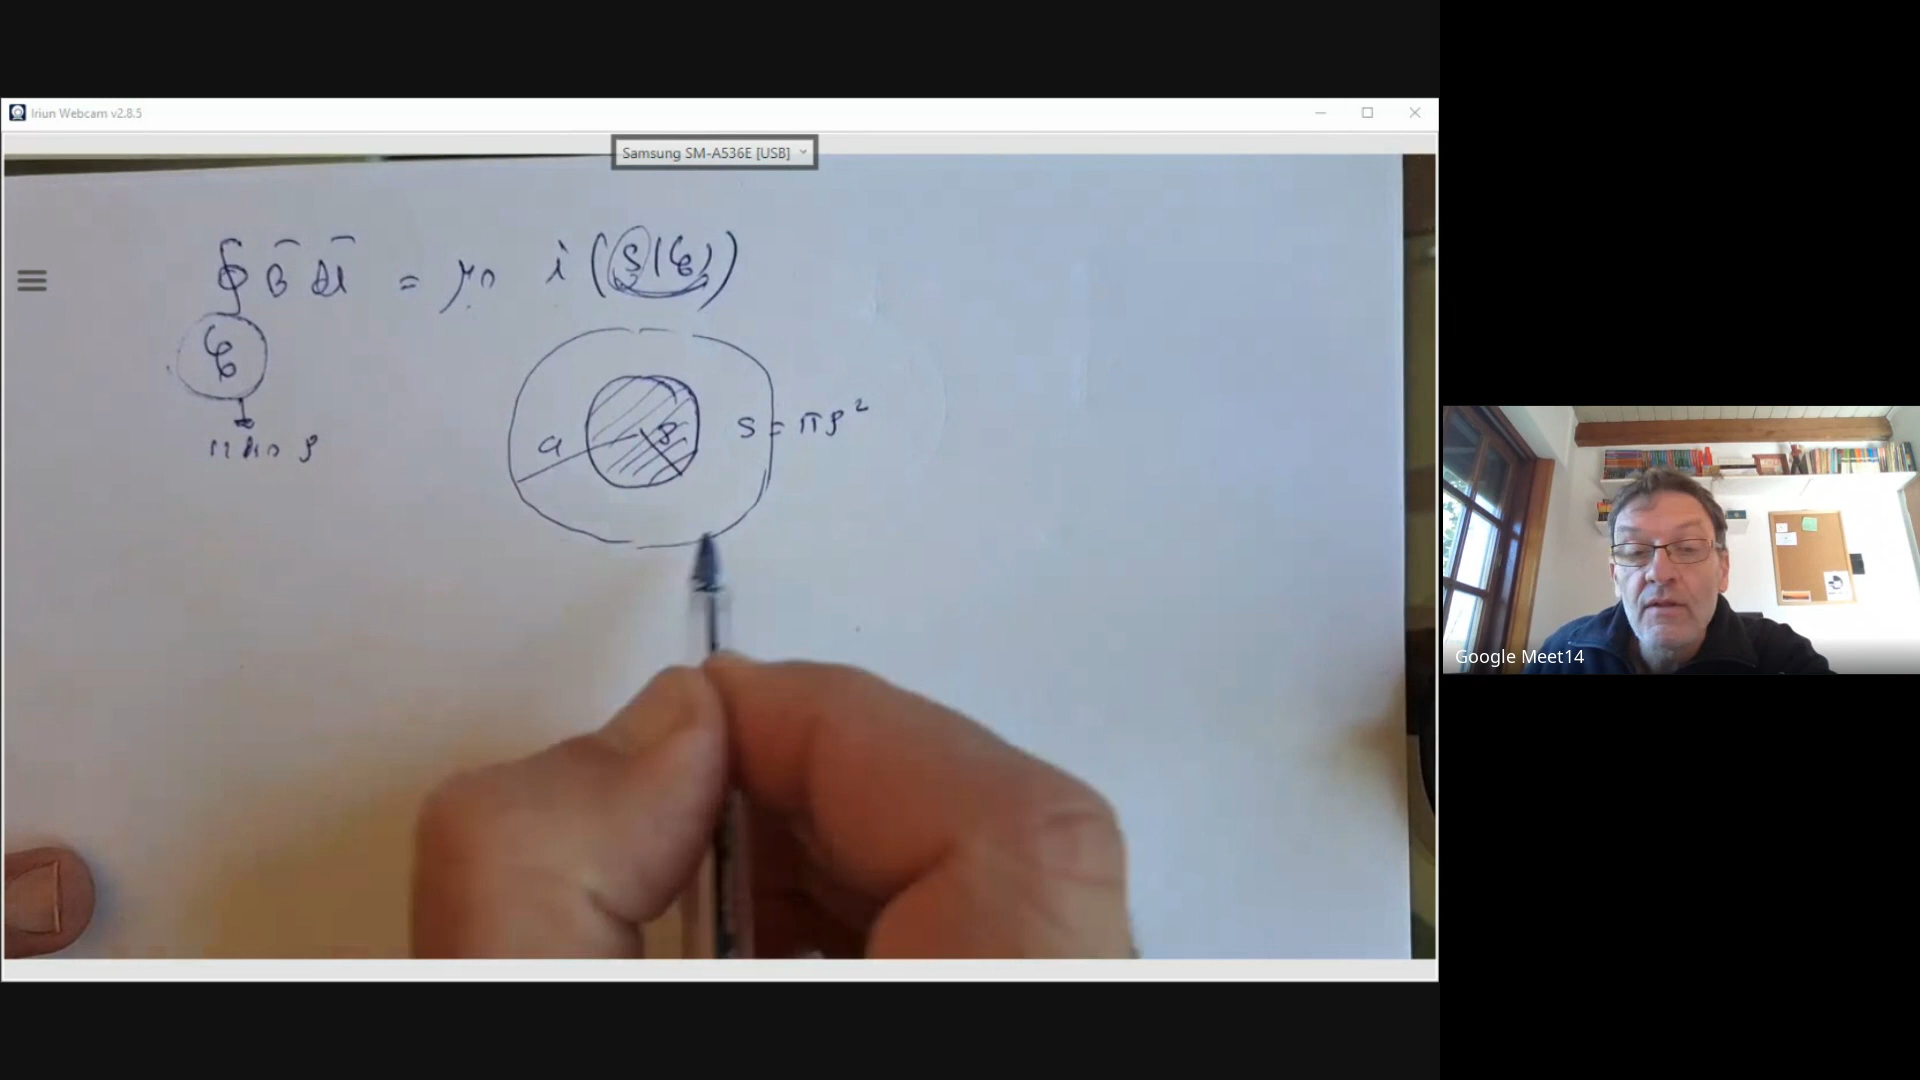 Iriun Webcam v2.8.5
Samsung SM-A536E [USB]
∮ B dl = μ0 i (S(C))
C
ρ
a ρ S = πρ²
Google Meet14